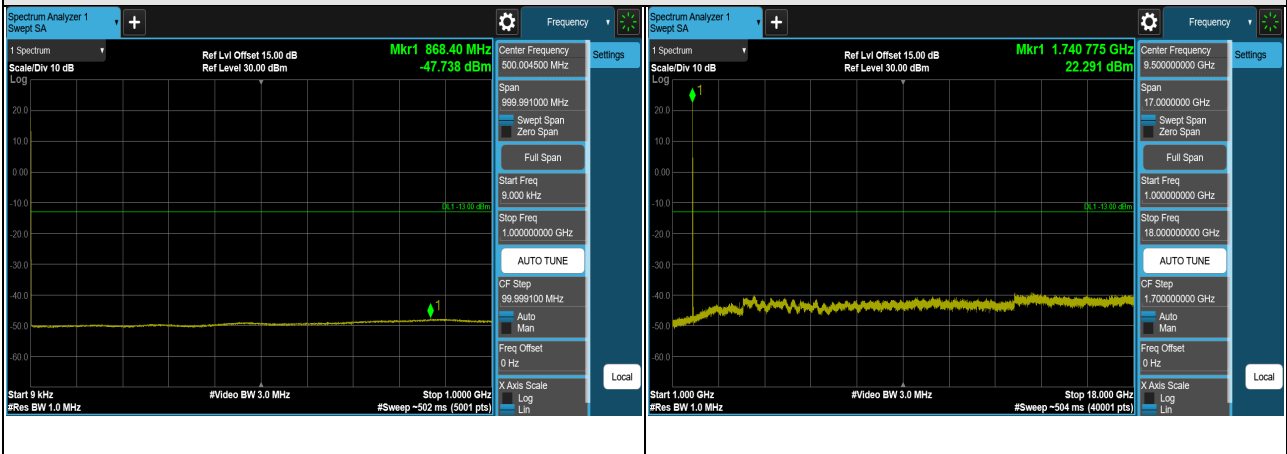 Spectrum Analyzer 1
Swept SA
Frequency
1 Spectrum
Scale/Div 10 dB
Log
Ref Lvl Offset 15.00 dB
Ref Level 30.00 dBm
Mkr1 868.40 MHz
-47.738 dBm
20.0
10.0
0.00
-10.0
-20.0
-30.0
-40.0
-50.0
-60.0
1
DL1 -13.00 dBm
Start 9 kHz
#Res BW 1.0 MHz
#Video BW 3.0 MHz
Stop 1.0000 GHz
#Sweep ~502 ms (5001 pts)
Center Frequency
500.004500 MHz
Span
999.991000 MHz
Swept Span
Zero Span
Full Span
Start Freq
9.000 kHz
Stop Freq
1.000000000 GHz
AUTO TUNE
CF Step
99.999100 MHz
Auto
Man
Freq Offset
0 Hz
X Axis Scale
Log
Lin
Settings
Local
Spectrum Analyzer 1
Swept SA
Frequency
1 Spectrum
Scale/Div 10 dB
Log
Ref Lvl Offset 15.00 dB
Ref Level 30.00 dBm
Mkr1 1.740 775 GHz
22.291 dBm
20.0
10.0
0.00
-10.0
-20.0
-30.0
-40.0
-50.0
-60.0
1
DL1 -13.00 dBm
Start 1.000 GHz
#Res BW 1.0 MHz
#Video BW 3.0 MHz
Stop 18.000 GHz
#Sweep ~504 ms (40001 pts)
Center Frequency
9.500000000 GHz
Span
17.0000000 GHz
Swept Span
Zero Span
Full Span
Start Freq
1.000000000 GHz
Stop Freq
18.000000000 GHz
AUTO TUNE
CF Step
1.700000000 GHz
Auto
Man
Freq Offset
0 Hz
X Axis Scale
Log
Lin
Settings
Local